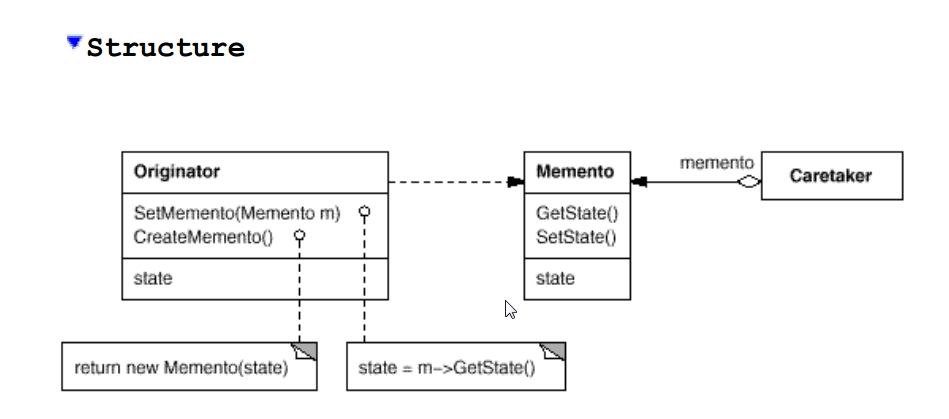 Structure
Originator
SetMemento(Memento m)
CreateMemento()
state
Memento
GetState()
SetState()
state
memento
Caretaker
return new Memento(state)
state = m->GetState()